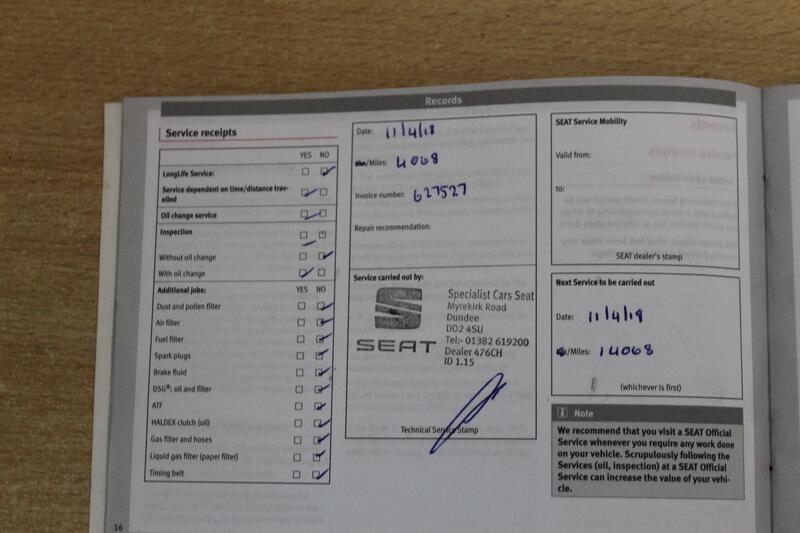 Records
Service receipts
YES NO
LongLife Service:
Service dependent on time/distance trav-
elled
Oil change service
Inspection
Without oil change
With oil change
Additional jobs: YES NO
Dust and pollen filter
Air filter
Fuel filter
Spark plugs
Brake fluid
DSG®: oil and filter
ATF
HALDEX clutch (oil)
Gas filter and hoses
Liquid gas filter (paper filter)
Timing belt
16
Date: 11/4/18
/Miles: 4068
Invoice number: 627527
Repair recommendation:
Service carried out by:
SEAT
Specialist Cars Seat
Myrekirk Road
Dundee
DD2 4SU
Tel:- 01382 619200
Dealer 476CH
ID 1.15
Technical Service Stamp
SEAT Service Mobility
Valid from:
to:
SEAT dealer's stamp
Next Service to be carried out
Date: 11/4/19
/Miles: 14068
(whichever is first)
i Note
We recommend that you visit a SEAT Official
Service whenever you require any work done
on your vehicle. Scrupulously following the
Services (oil, inspection) at a SEAT Official
Service can increase the value of your vehi-
cle.